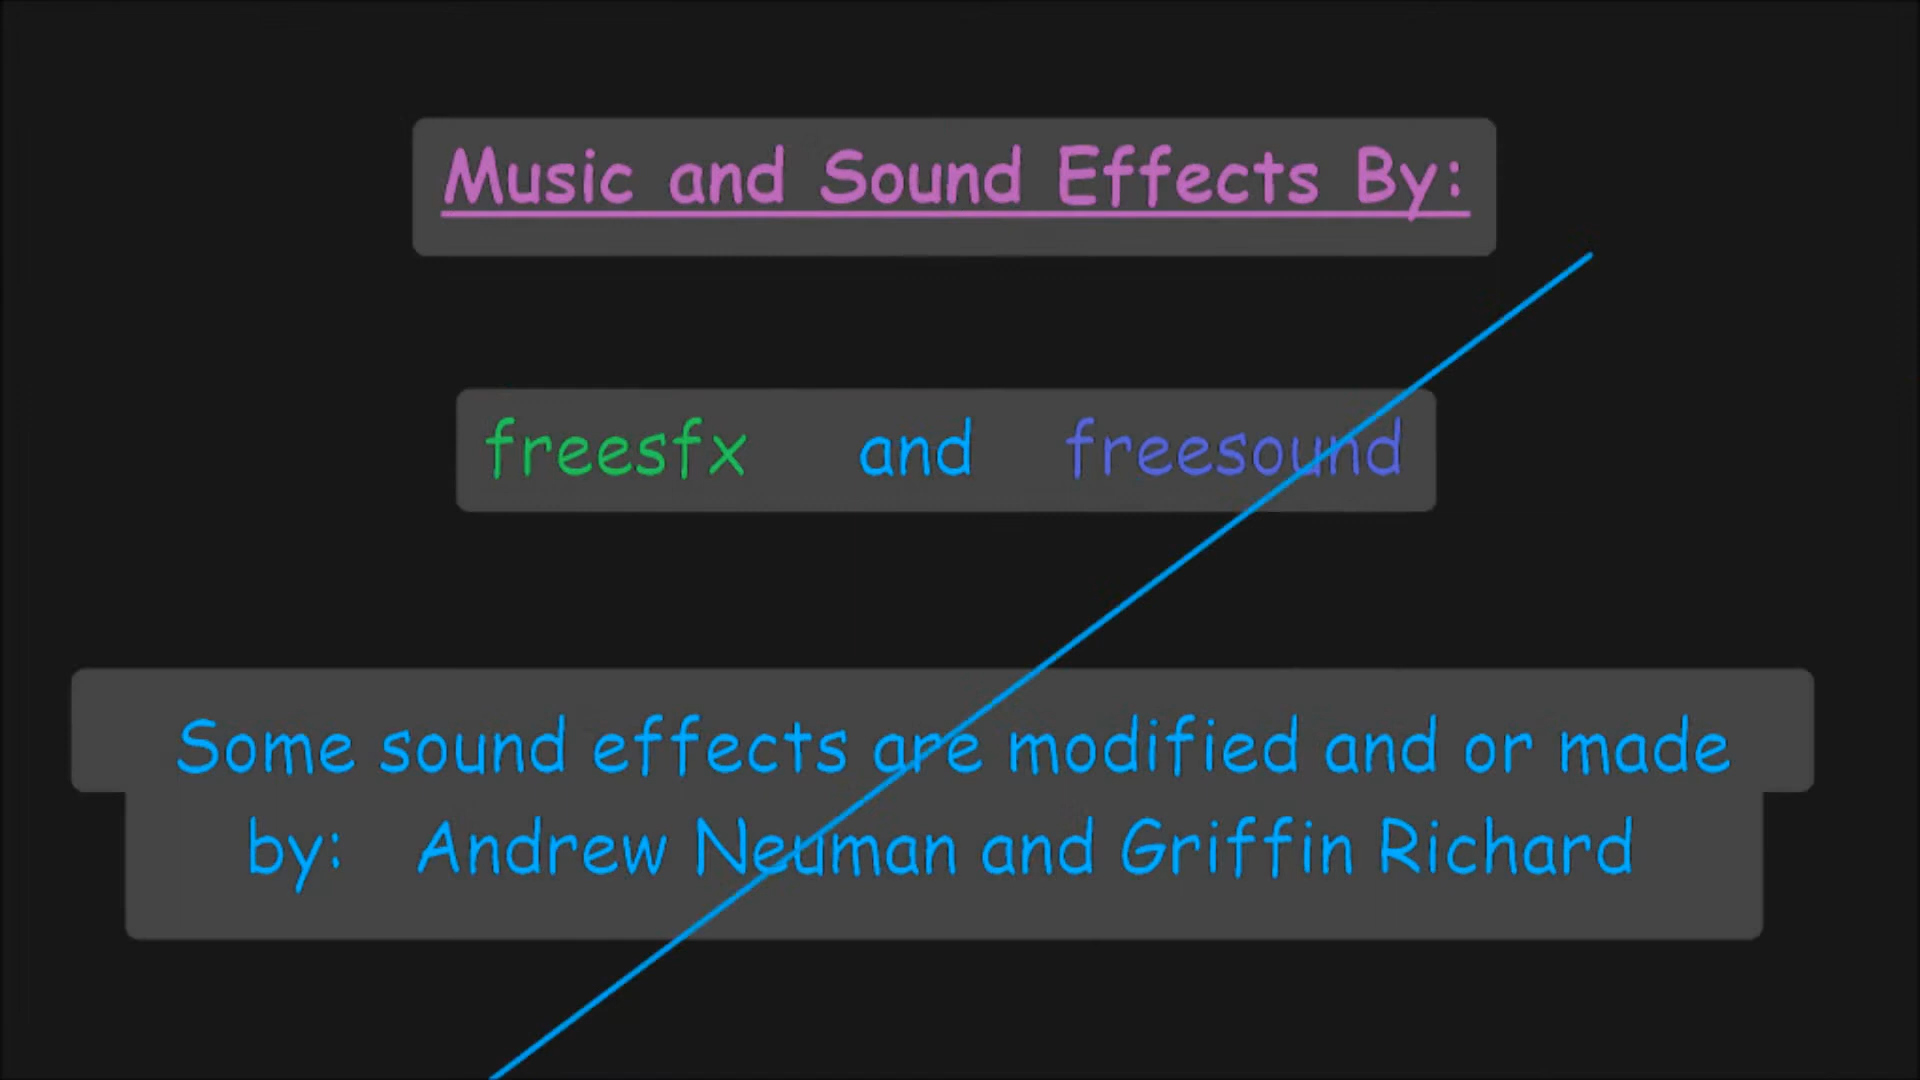 Music and Sound Effects By:
freesfx and freesound
Some sound effects are modified and or made
by: Andrew Neuman and Griffin Richard